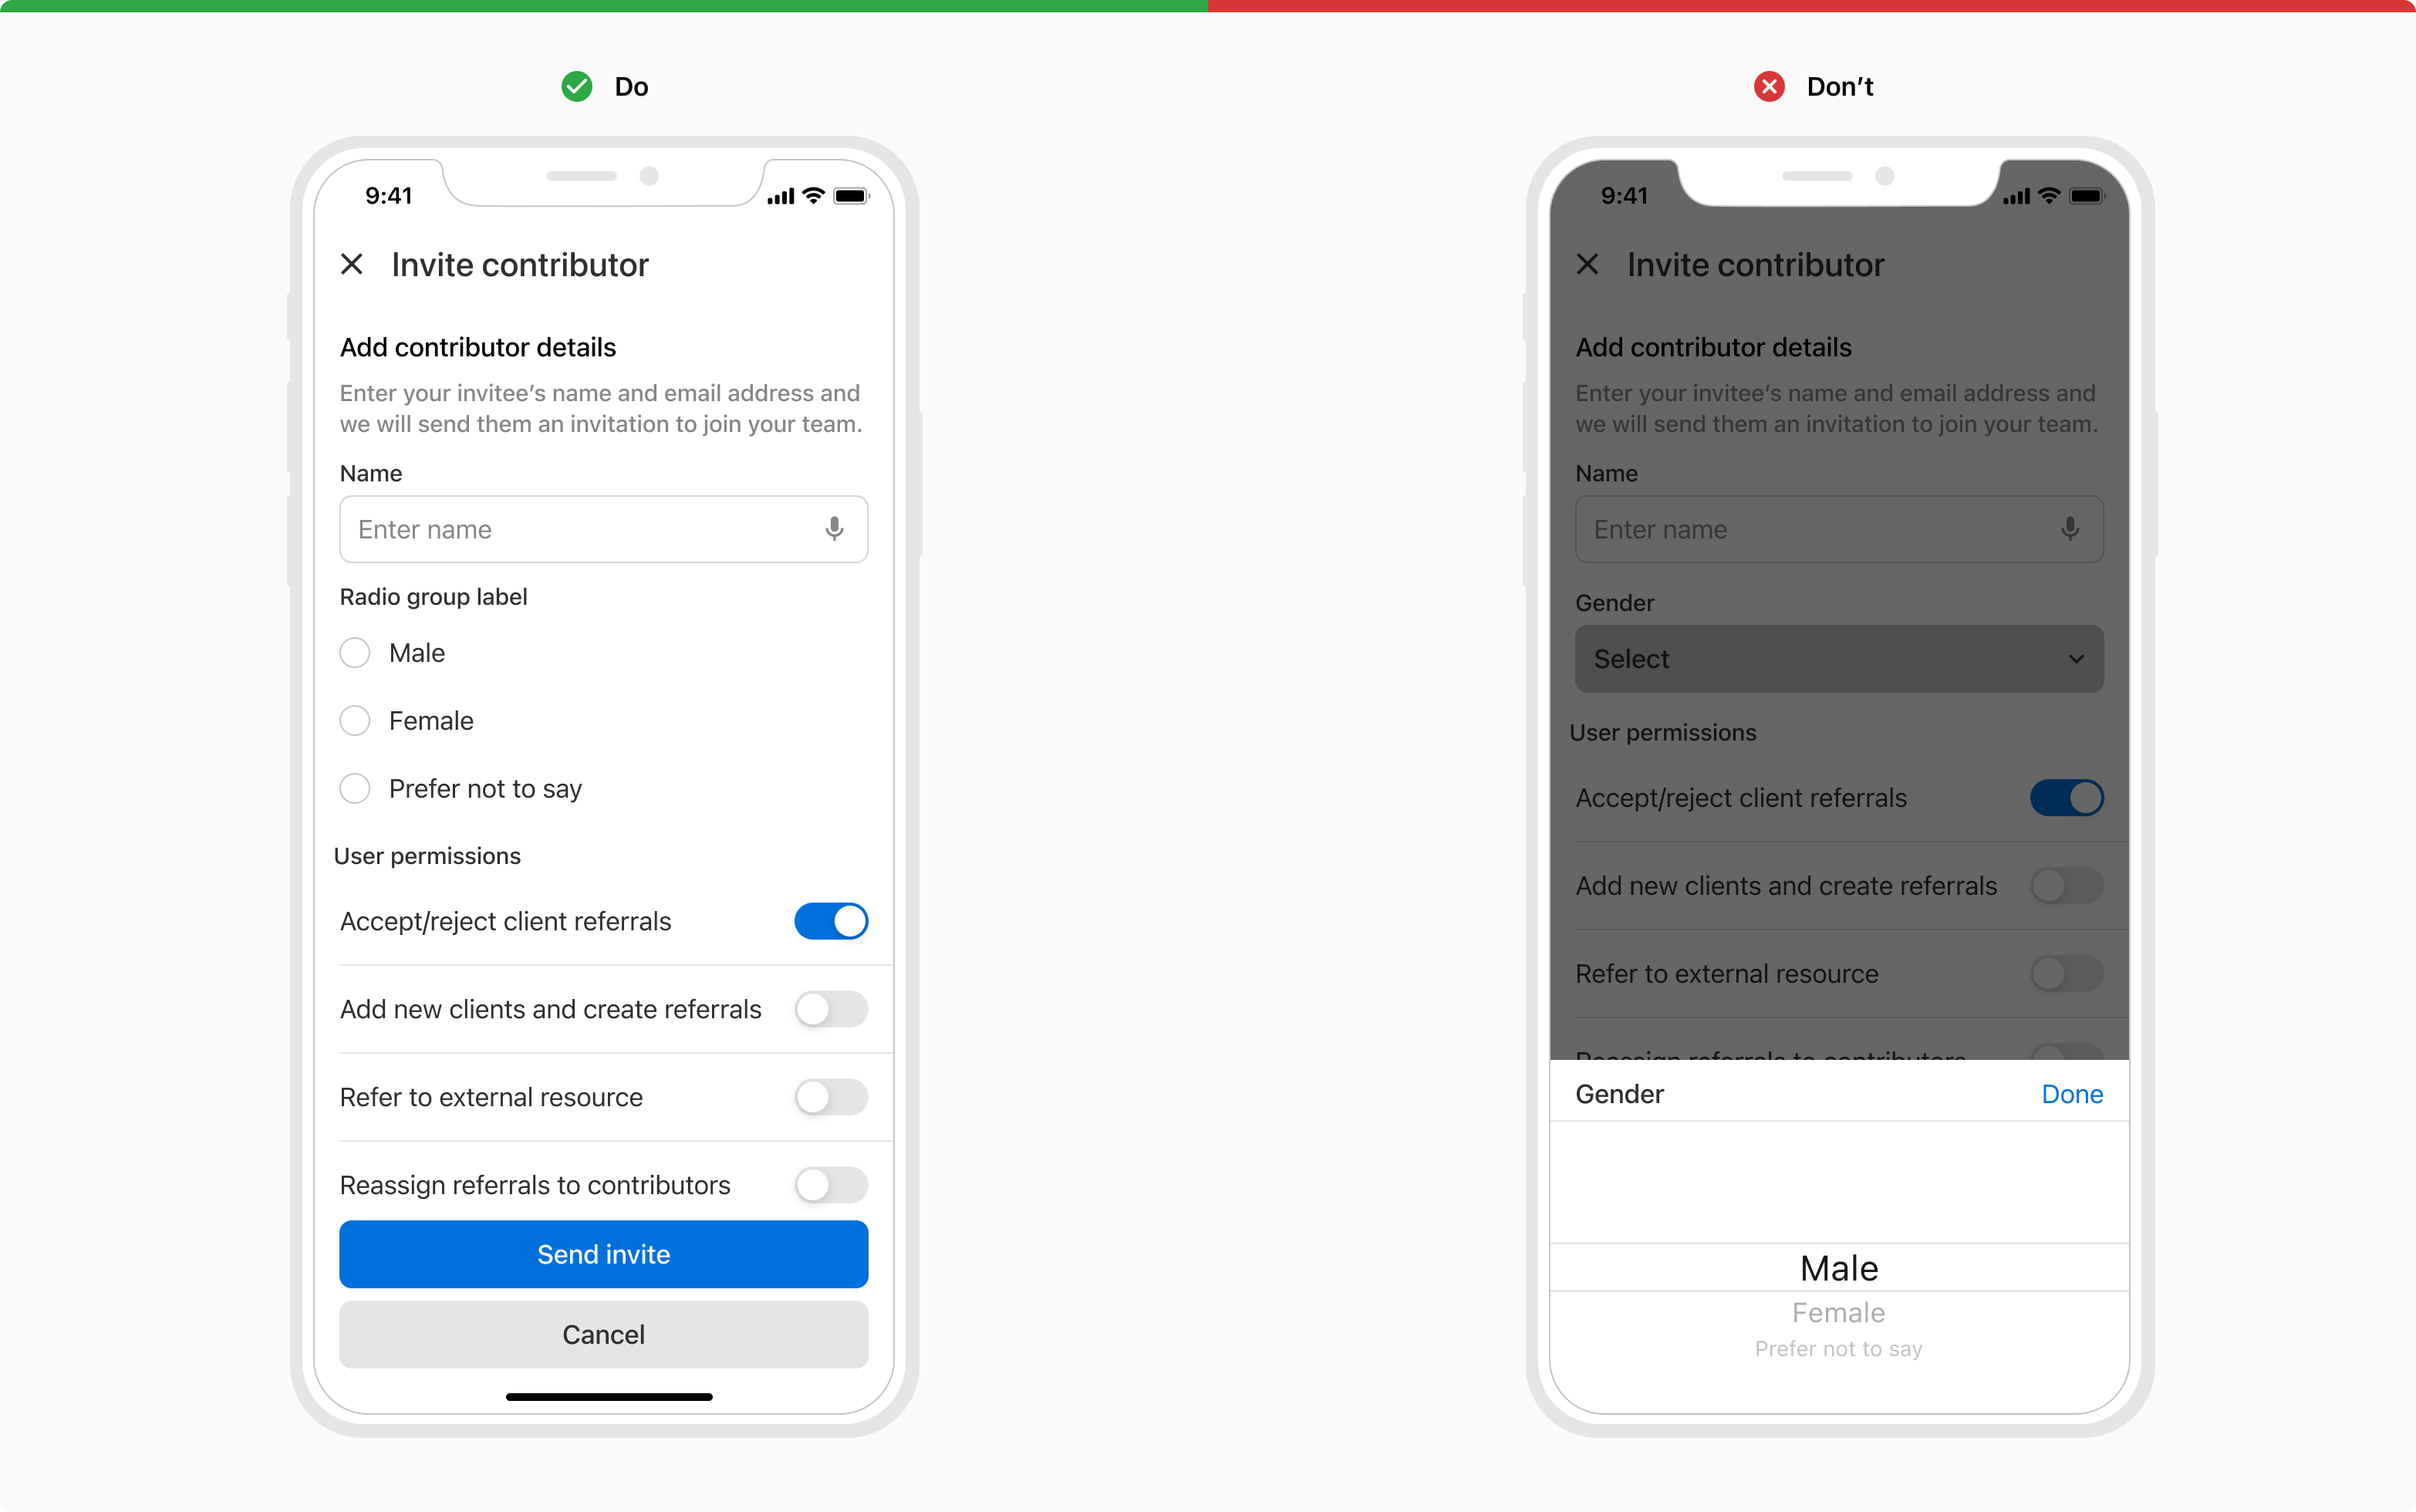 Do
9:41
Invite contributor
Add contributor details
Enter your invitee’s name and email address and
we will send them an invitation to join your team.
Name
Enter name
Radio group label
Male
Female
Prefer not to say
User permissions
Accept/reject client referrals
Add new clients and create referrals
Refer to external resource
Reassign referrals to contributors
Send invite
Cancel
Don’t
9:41
Invite contributor
Add contributor details
Enter your invitee’s name and email address and
we will send them an invitation to join your team.
Name
Enter name
Gender
Select
User permissions
Accept/reject client referrals
Add new clients and create referrals
Refer to external resource
Reassign referrals to contributors
Gender
Done
Male
Female
Prefer not to say